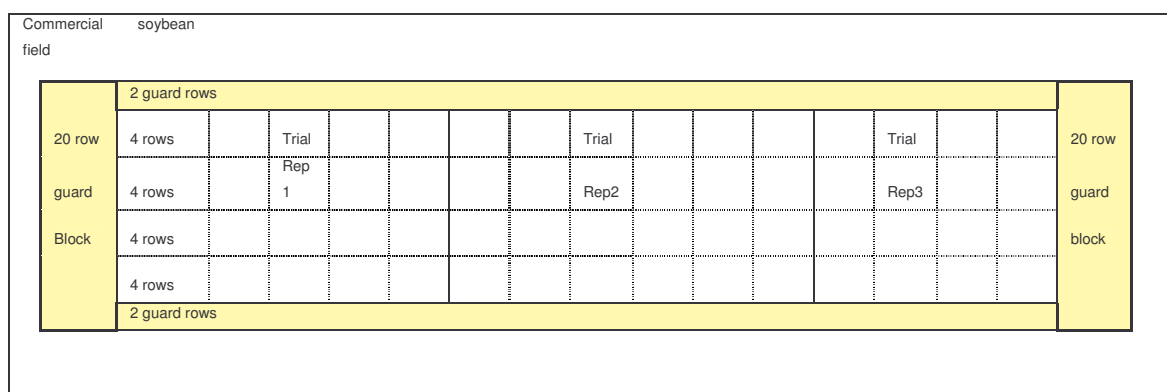 Commercial soybean
field
2 guard rows
20 row 4 rows Trial Trial Trial 20 row
Rep
guard 4 rows 1 Rep2 Rep3 guard
Block 4 rows block
4 rows
2 guard rows